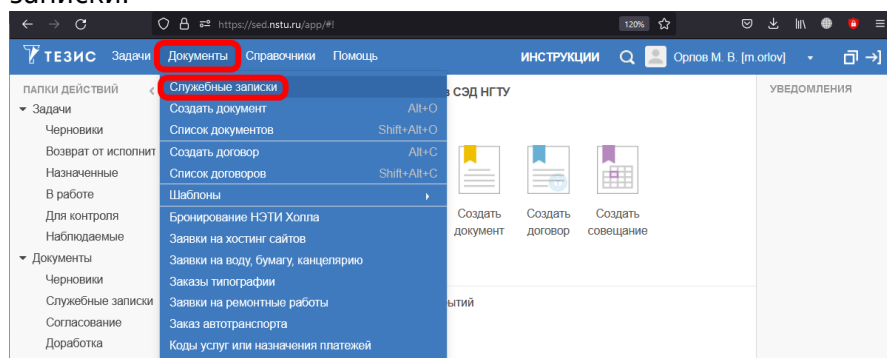 записки.
https://sed.nstu.ru/app/#!
120%
ТЕЗИС Задачи Документы Справочники Помощь ИНСТРУКЦИИ Орлов М. В. [m.orlov]
ПАПКИ ДЕЙСТВИЙ
Задачи
Черновики
Возврат от исполнит
Назначенные
В работе
Для контроля
Наблюдаемые
Документы
Черновики
Служебные записки
Согласование
Доработка
Служебные записки
Создать документ Alt+O
Список документов Shift+Alt+O
Создать договор Alt+C
Список договоров Shift+Alt+C
Шаблоны
Бронирование НЭТИ Холла
Заявки на хостинг сайтов
Заявки на воду, бумагу, канцелярию
Заказы типографии
Заявки на ремонтные работы
Заказ автотранспорта
Коды услуг или назначения платежей
в СЭД НГТУ
Создать документ
Создать договор
Создать совещание
ытий
УВЕДОМЛЕНИЯ